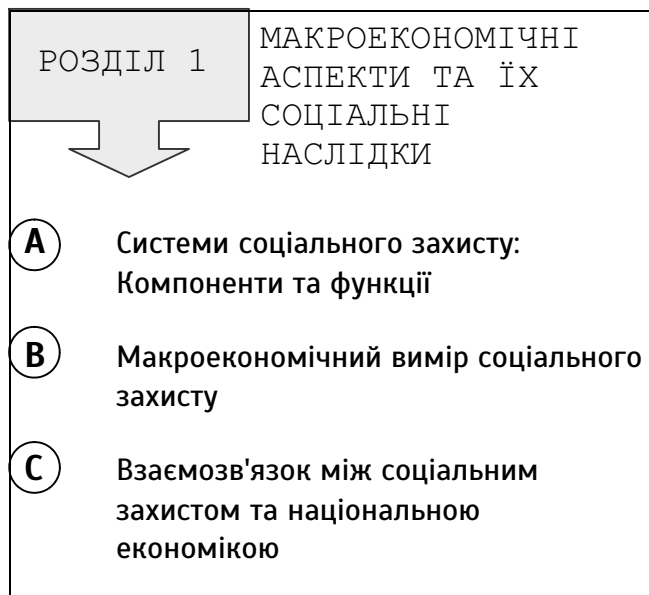 РОЗДІЛ 1
МАКРОЕКОНОМІЧНІ
АСПЕКТИ ТА ЇХ
СОЦІАЛЬНІ
НАСЛІДКИ
A
Системи соціального захисту:
Компоненти та функції
B
Макроекономічний вимір соціального
захисту
C
Взаємозв'язок між соціальним
захистом та національною
економікою